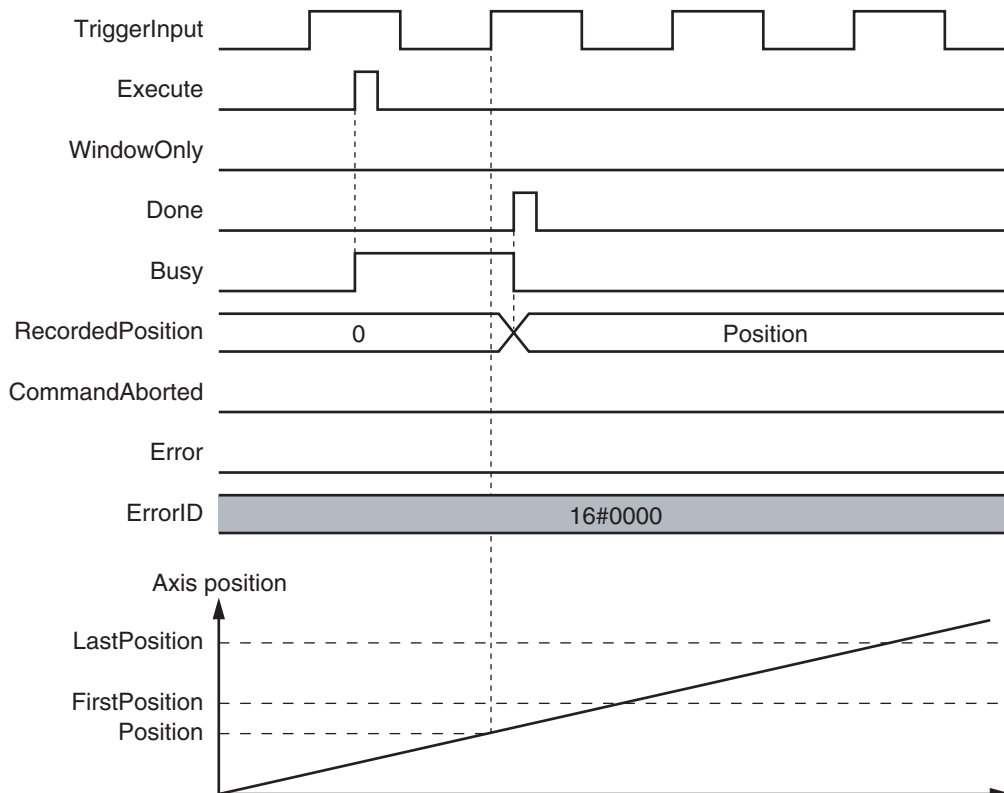 TriggerInput
Execute
WindowOnly
Done
Busy
RecordedPosition
0
Position
CommandAborted
Error
ErrorID
16#0000
Axis position
LastPosition
FirstPosition
Position